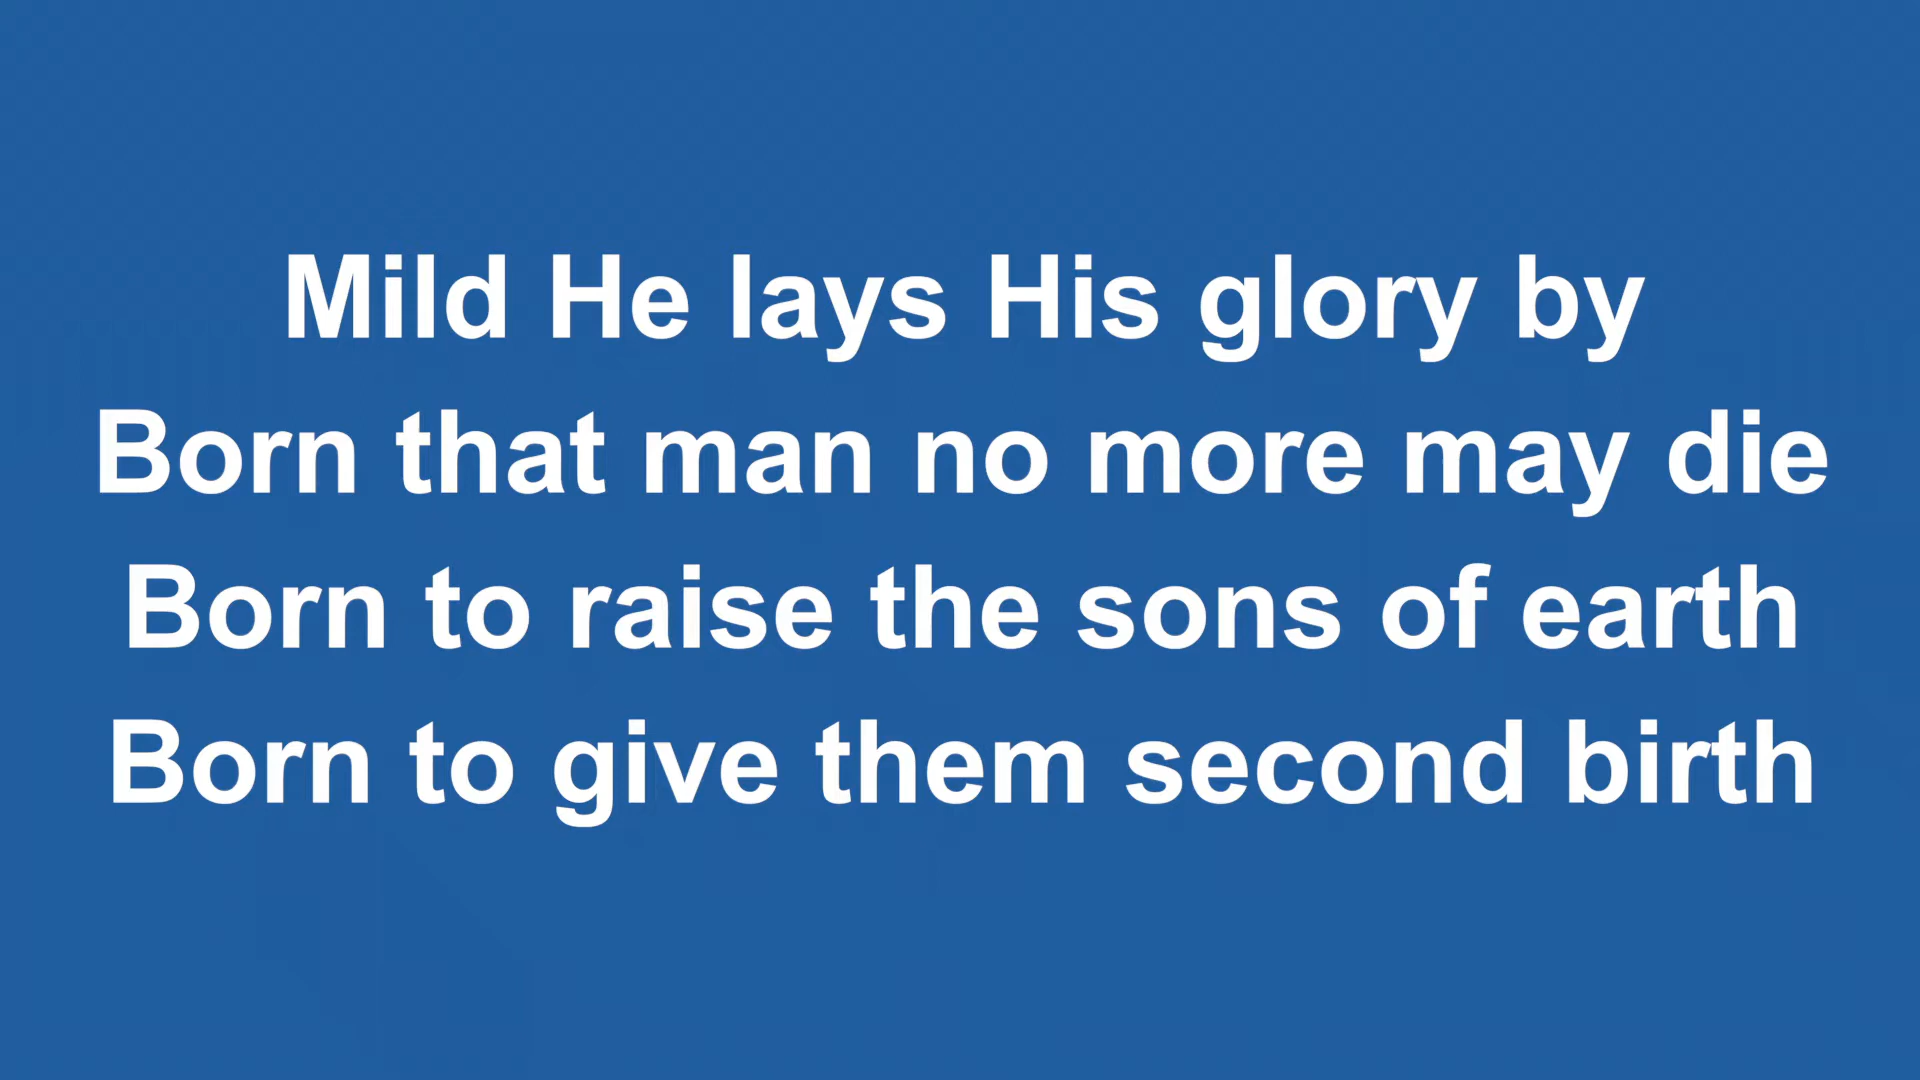 Mild He lays His glory by
Born that man no more may die
Born to raise the sons of earth
Born to give them second birth